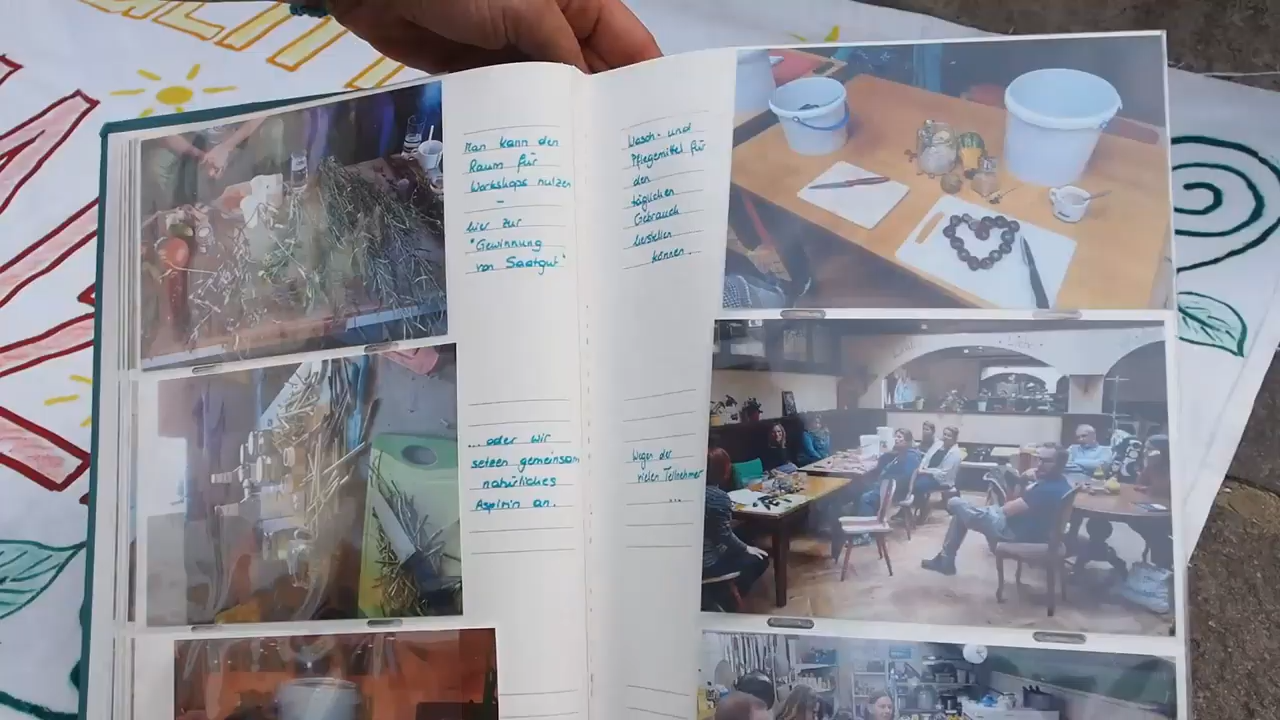 Man kann den
Raum für
Workshops nutzen
-
hier zur
"Gewinnung
von Saatgut"
... oder wir
setzen gemeinsam
natürliches
Aspirin an.
Wasch- und
Pflegemittel für
den
täglichen
Gebrauch
herstellen
können.
Wegen der
vielen Teilnehmer
...